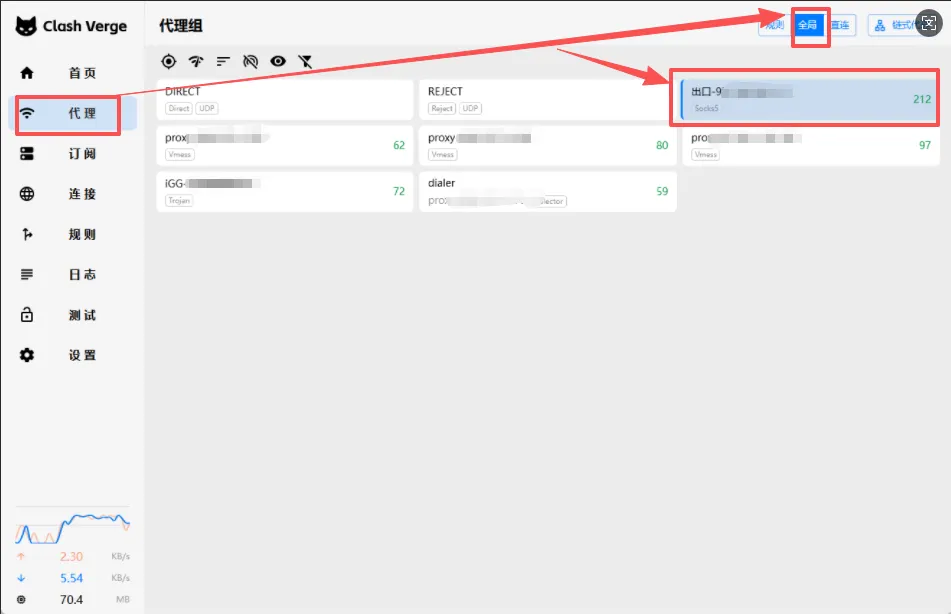 Clash Verge
代理组
规则
全局
直连
链式代
首页
代理
订阅
连接
规则
日志
测试
设置
DIRECT
Direct UDP
REJECT
Reject UDP
出口-9
Socks5
212
prox
Vmess
62
proxy
Vmess
80
pro
Vmess
97
iGG-
Trojan
72
dialer
prox
59
2.30 KB/s
5.54 KB/s
70.4 MB